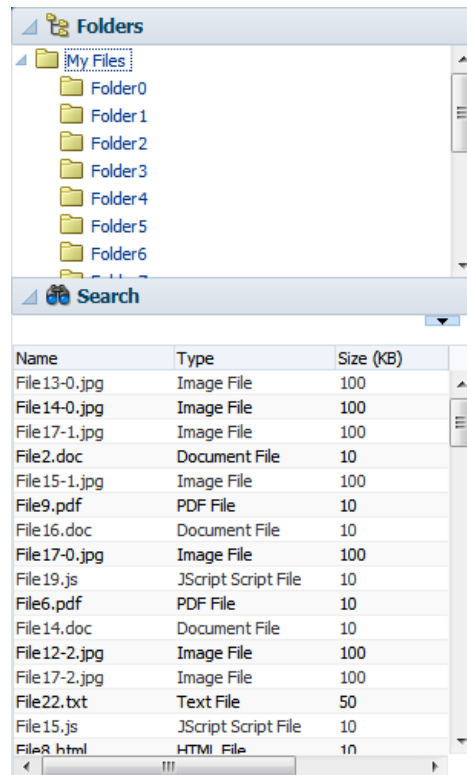 Folders
My Files
Folder0
Folder1
Folder2
Folder3
Folder4
Folder5
Folder6
Search
Name Type Size (KB)
File13-0.jpg Image File 100
File14-0.jpg Image File 100
File17-1.jpg Image File 100
File2.doc Document File 10
File15-1.jpg Image File 100
File9.pdf PDF File 10
File16.doc Document File 10
File17-0.jpg Image File 100
File19.js JScript Script File 10
File6.pdf PDF File 10
File14.doc Document File 10
File12-2.jpg Image File 100
File17-2.jpg Image File 100
File22.txt Text File 50
File15.js JScript Script File 10
File8.html HTML File 10